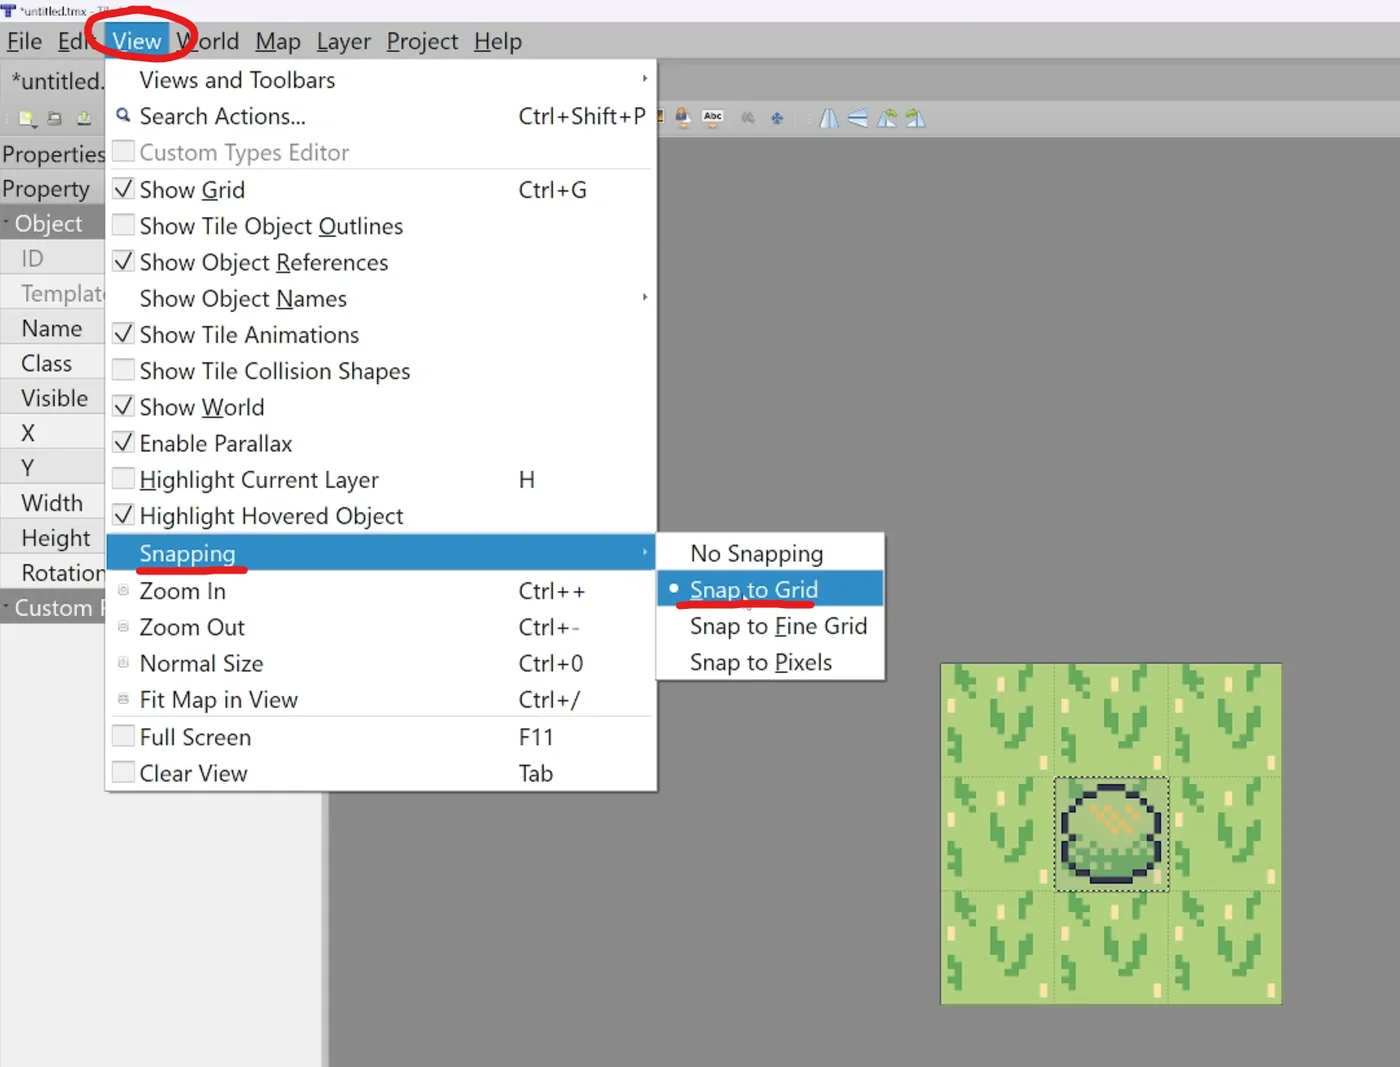 *untitled.tmx
File View World Map Layer Project Help
*untitled.
Views and Toolbars
Search Actions... Ctrl+Shift+P
Abc
Custom Types Editor
Properties
Show Grid Ctrl+G
Property
Show Tile Object Outlines
Object
Show Object References
ID
Show Object Names
Template
Show Tile Animations
Name
Show Tile Collision Shapes
Class
Show World
Visible
Enable Parallax
X
Highlight Current Layer H
Y
Highlight Hovered Object
Width
Snapping
Height
Zoom In Ctrl++
Rotation
Zoom Out Ctrl+-
Custom
Normal Size Ctrl+0
Fit Map in View Ctrl+/
Full Screen F11
Clear View Tab
No Snapping
Snap to Grid
Snap to Fine Grid
Snap to Pixels